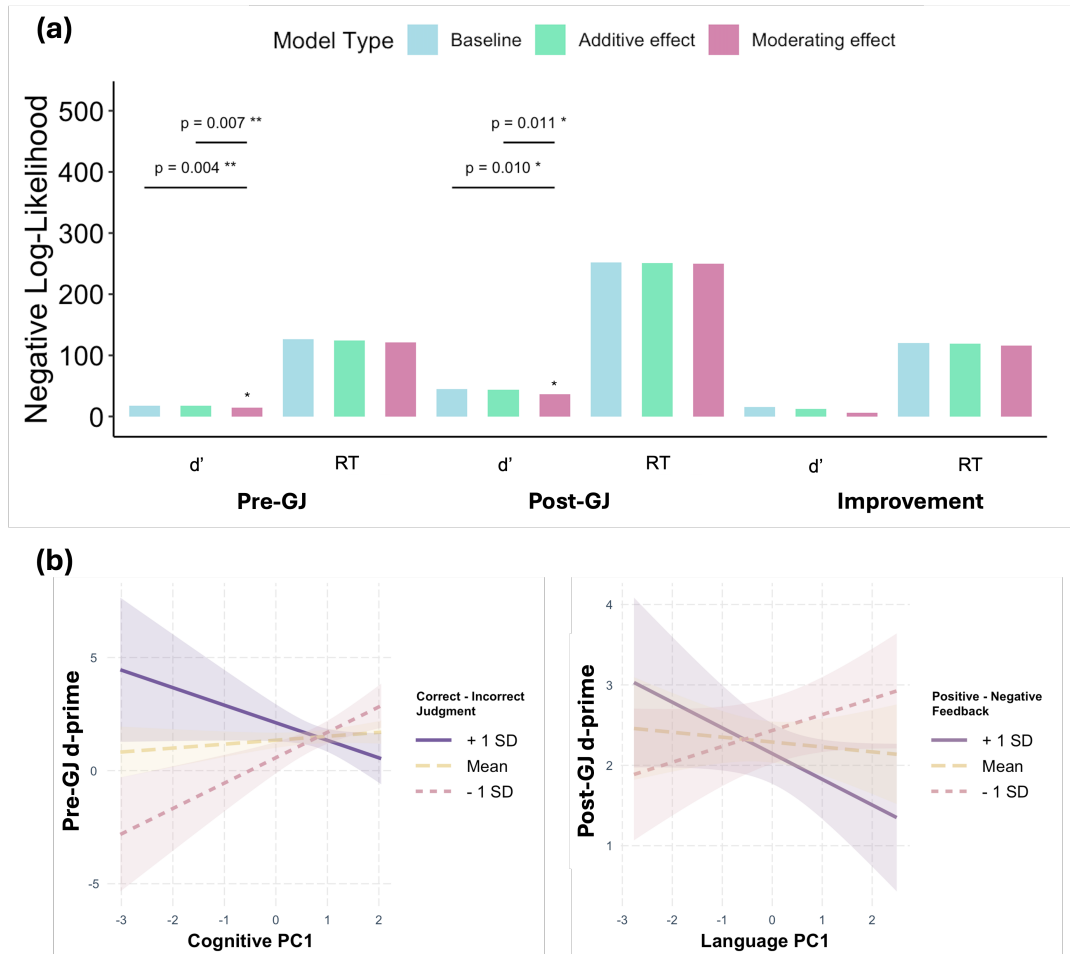 (a)
Model Type Baseline Additive effect Moderating effect
Negative Log-Likelihood
500
400
300
200
100
0
p = 0.007 **
p = 0.004 **
p = 0.011 *
p = 0.010 *
*
*
d’ RT d’ RT d’ RT
Pre-GJ Post-GJ Improvement
(b)
Pre-GJ d-prime
5
0
-5
-3 -2 -1 0 1 2
Cognitive PC1
Correct - Incorrect
Judgment
+ 1 SD
Mean
- 1 SD
Post-GJ d-prime
4
3
2
1
-3 -2 -1 0 1 2
Language PC1
Positive - Negative
Feedback
+ 1 SD
Mean
- 1 SD